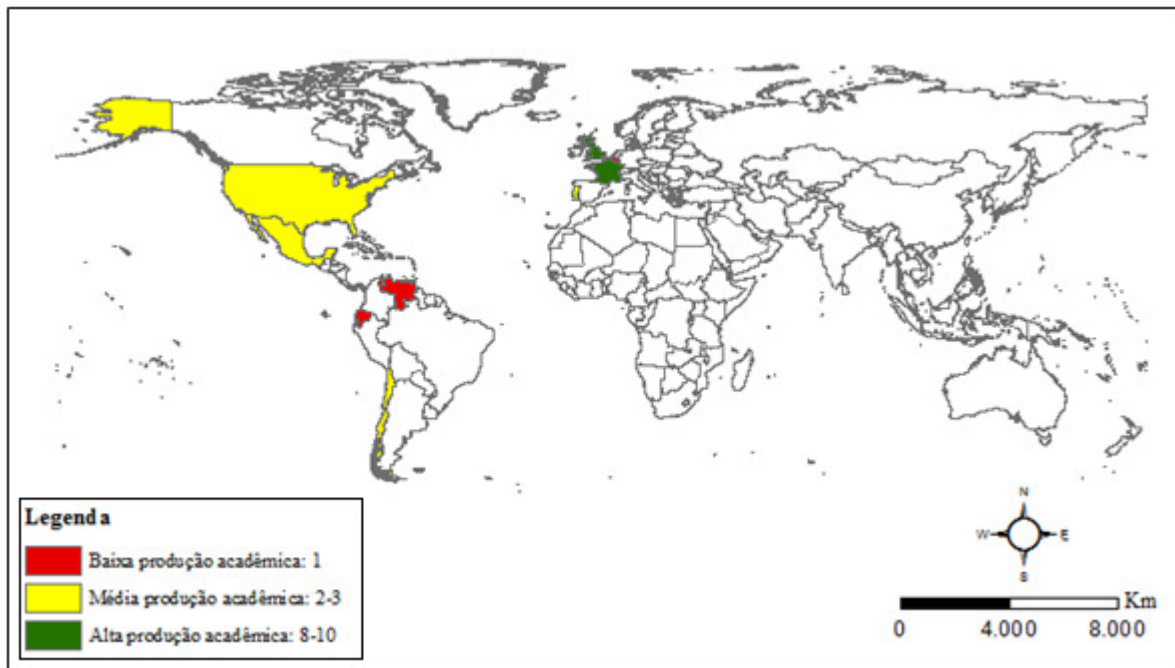 Legenda
Baixa produção acadêmica: 1
Média produção acadêmica: 2-3
Alta produção acadêmica: 8-10
N
W E
S
Km
0 4.000 8.000